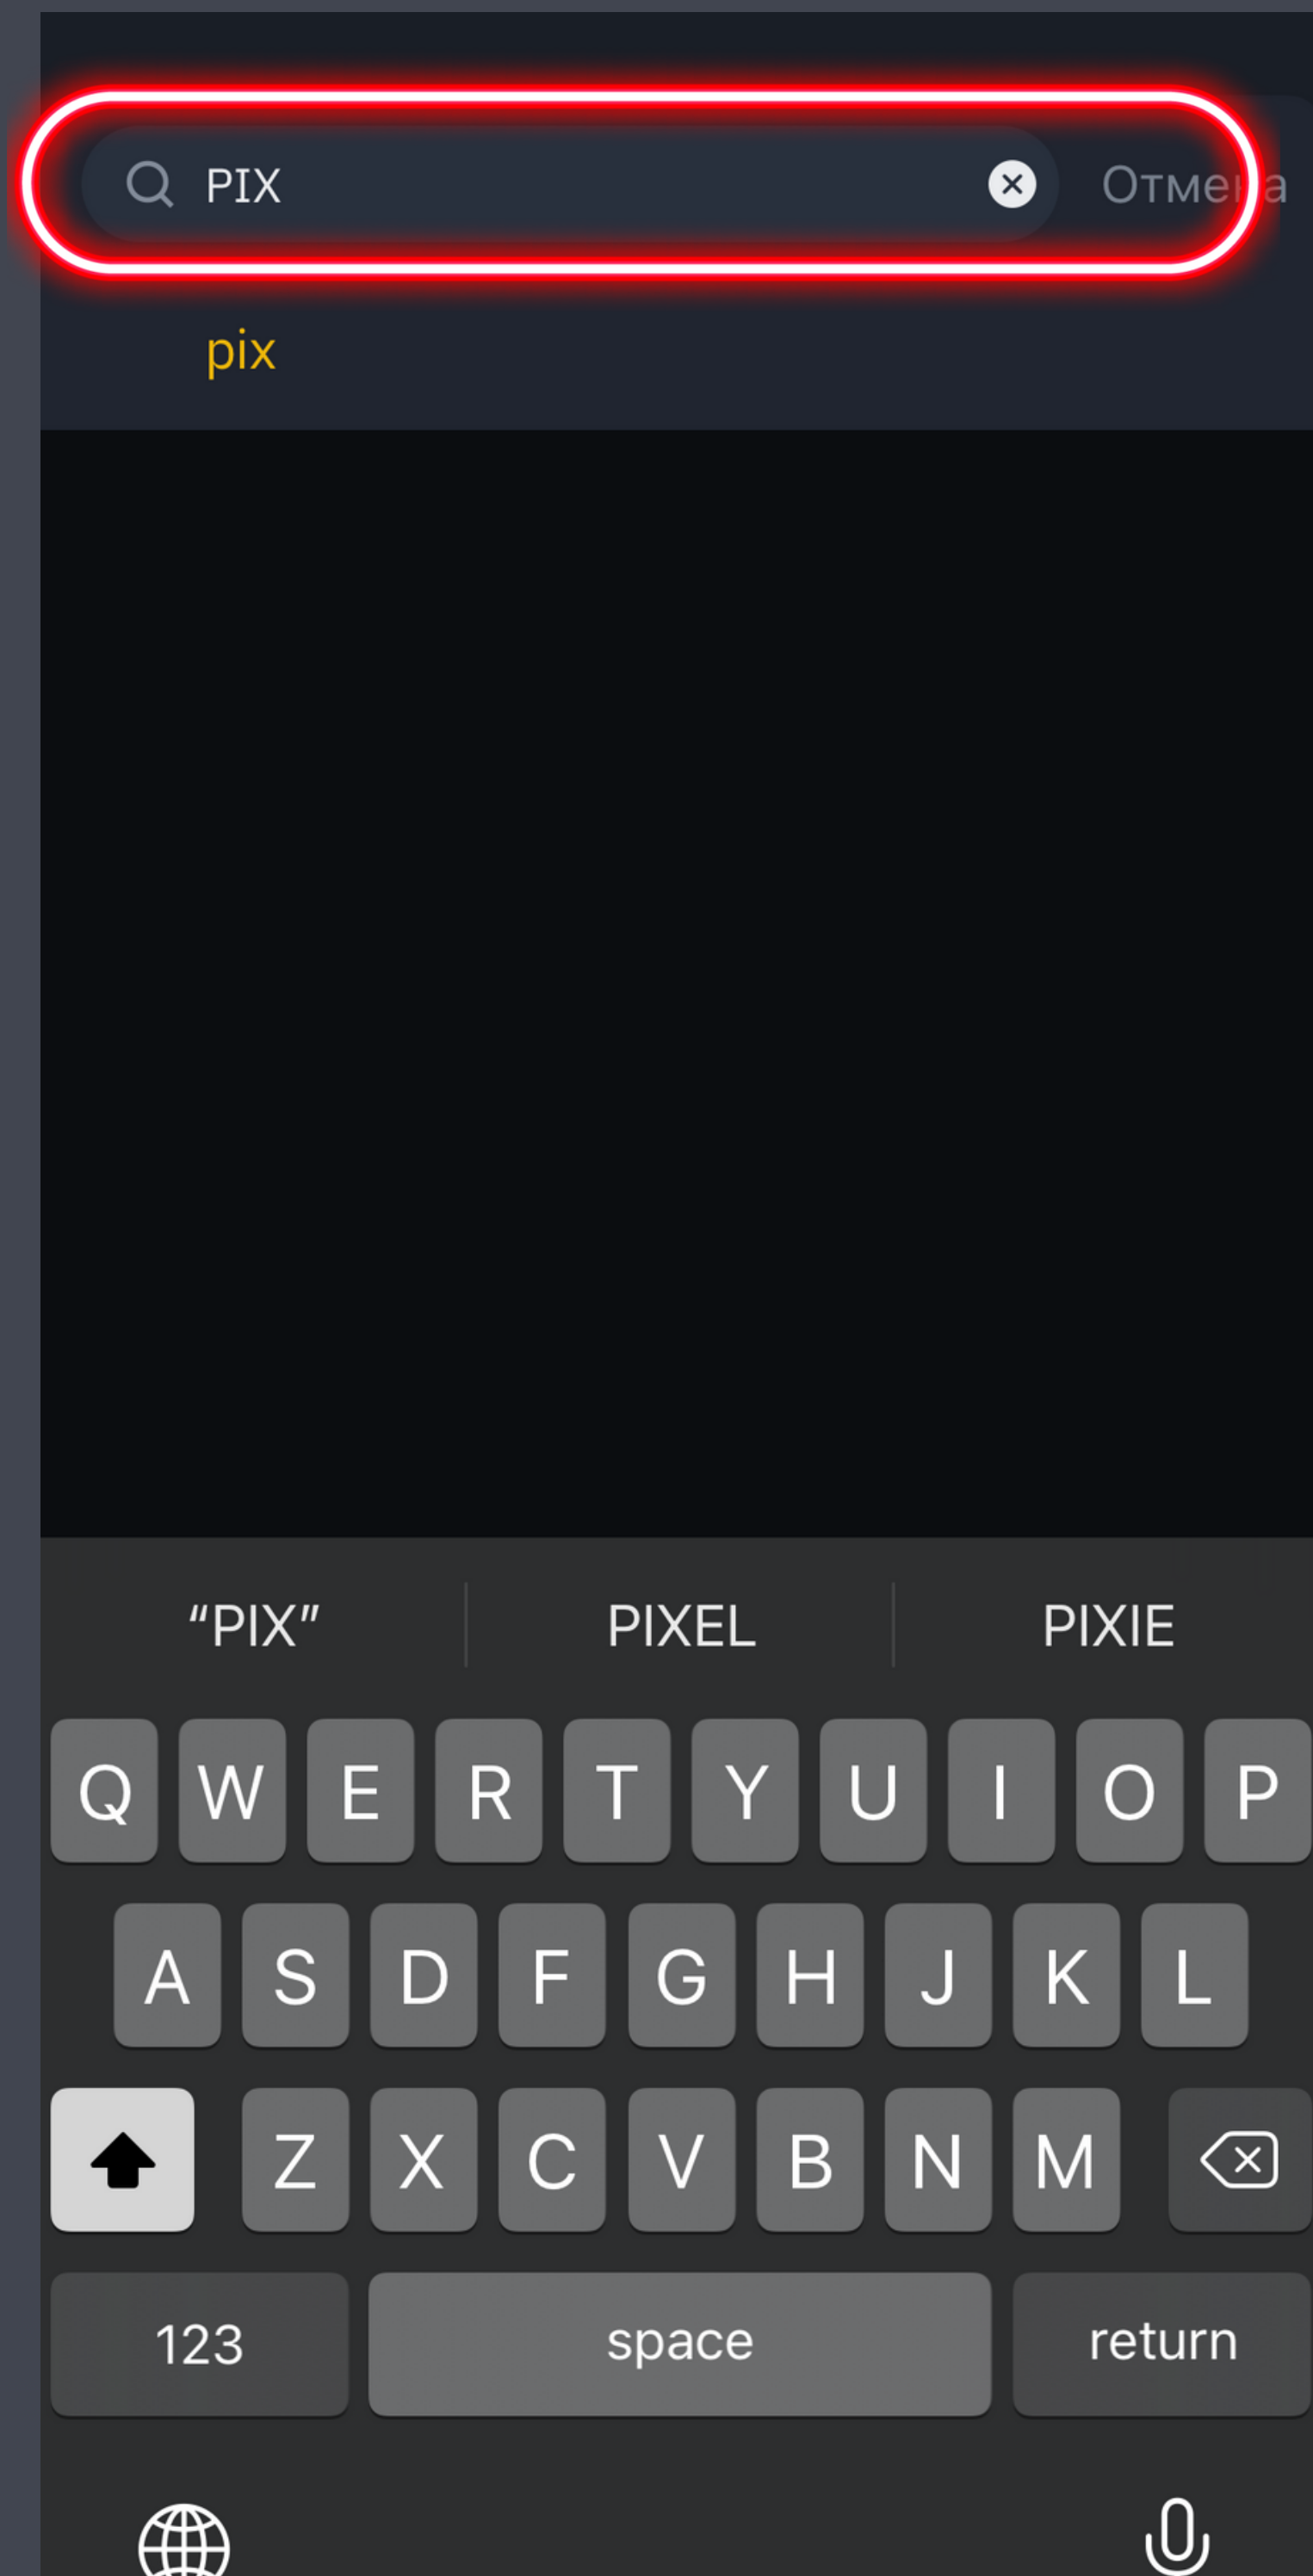 PIX Отмена
pix
“PIX” PIXEL PIXIE
Q W E R T Y U I O P
A S D F G H J K L
Z X C V B N M
123 space return